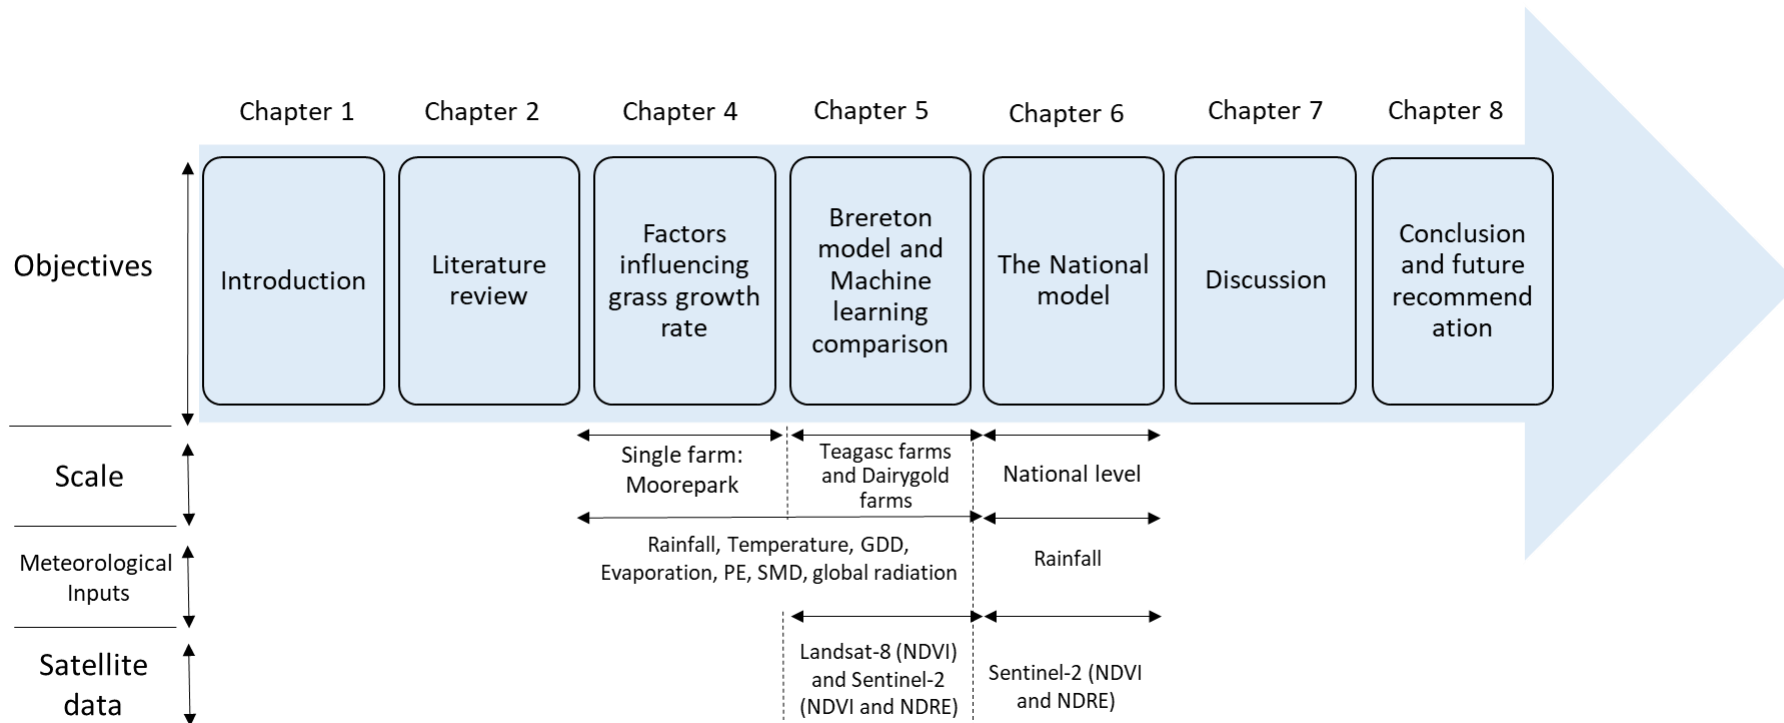 Chapter 1
Chapter 2
Chapter 4
Chapter 5
Chapter 6
Chapter 7
Chapter 8
Objectives
Introduction
Literature
review
Factors
influencing
grass growth
rate
Brereton
model and
Machine
learning
comparison
The National
model
Discussion
Conclusion
and future
recommend
ation
Scale
Single farm:
Moorepark
Teagasc farms
and Dairygold
farms
National level
Meteorological
Inputs
Rainfall, Temperature, GDD,
Evaporation, PE, SMD, global radiation
Rainfall
Satellite
data
Landsat-8 (NDVI)
and Sentinel-2
(NDVI and NDRE)
Sentinel-2 (NDVI
and NDRE)